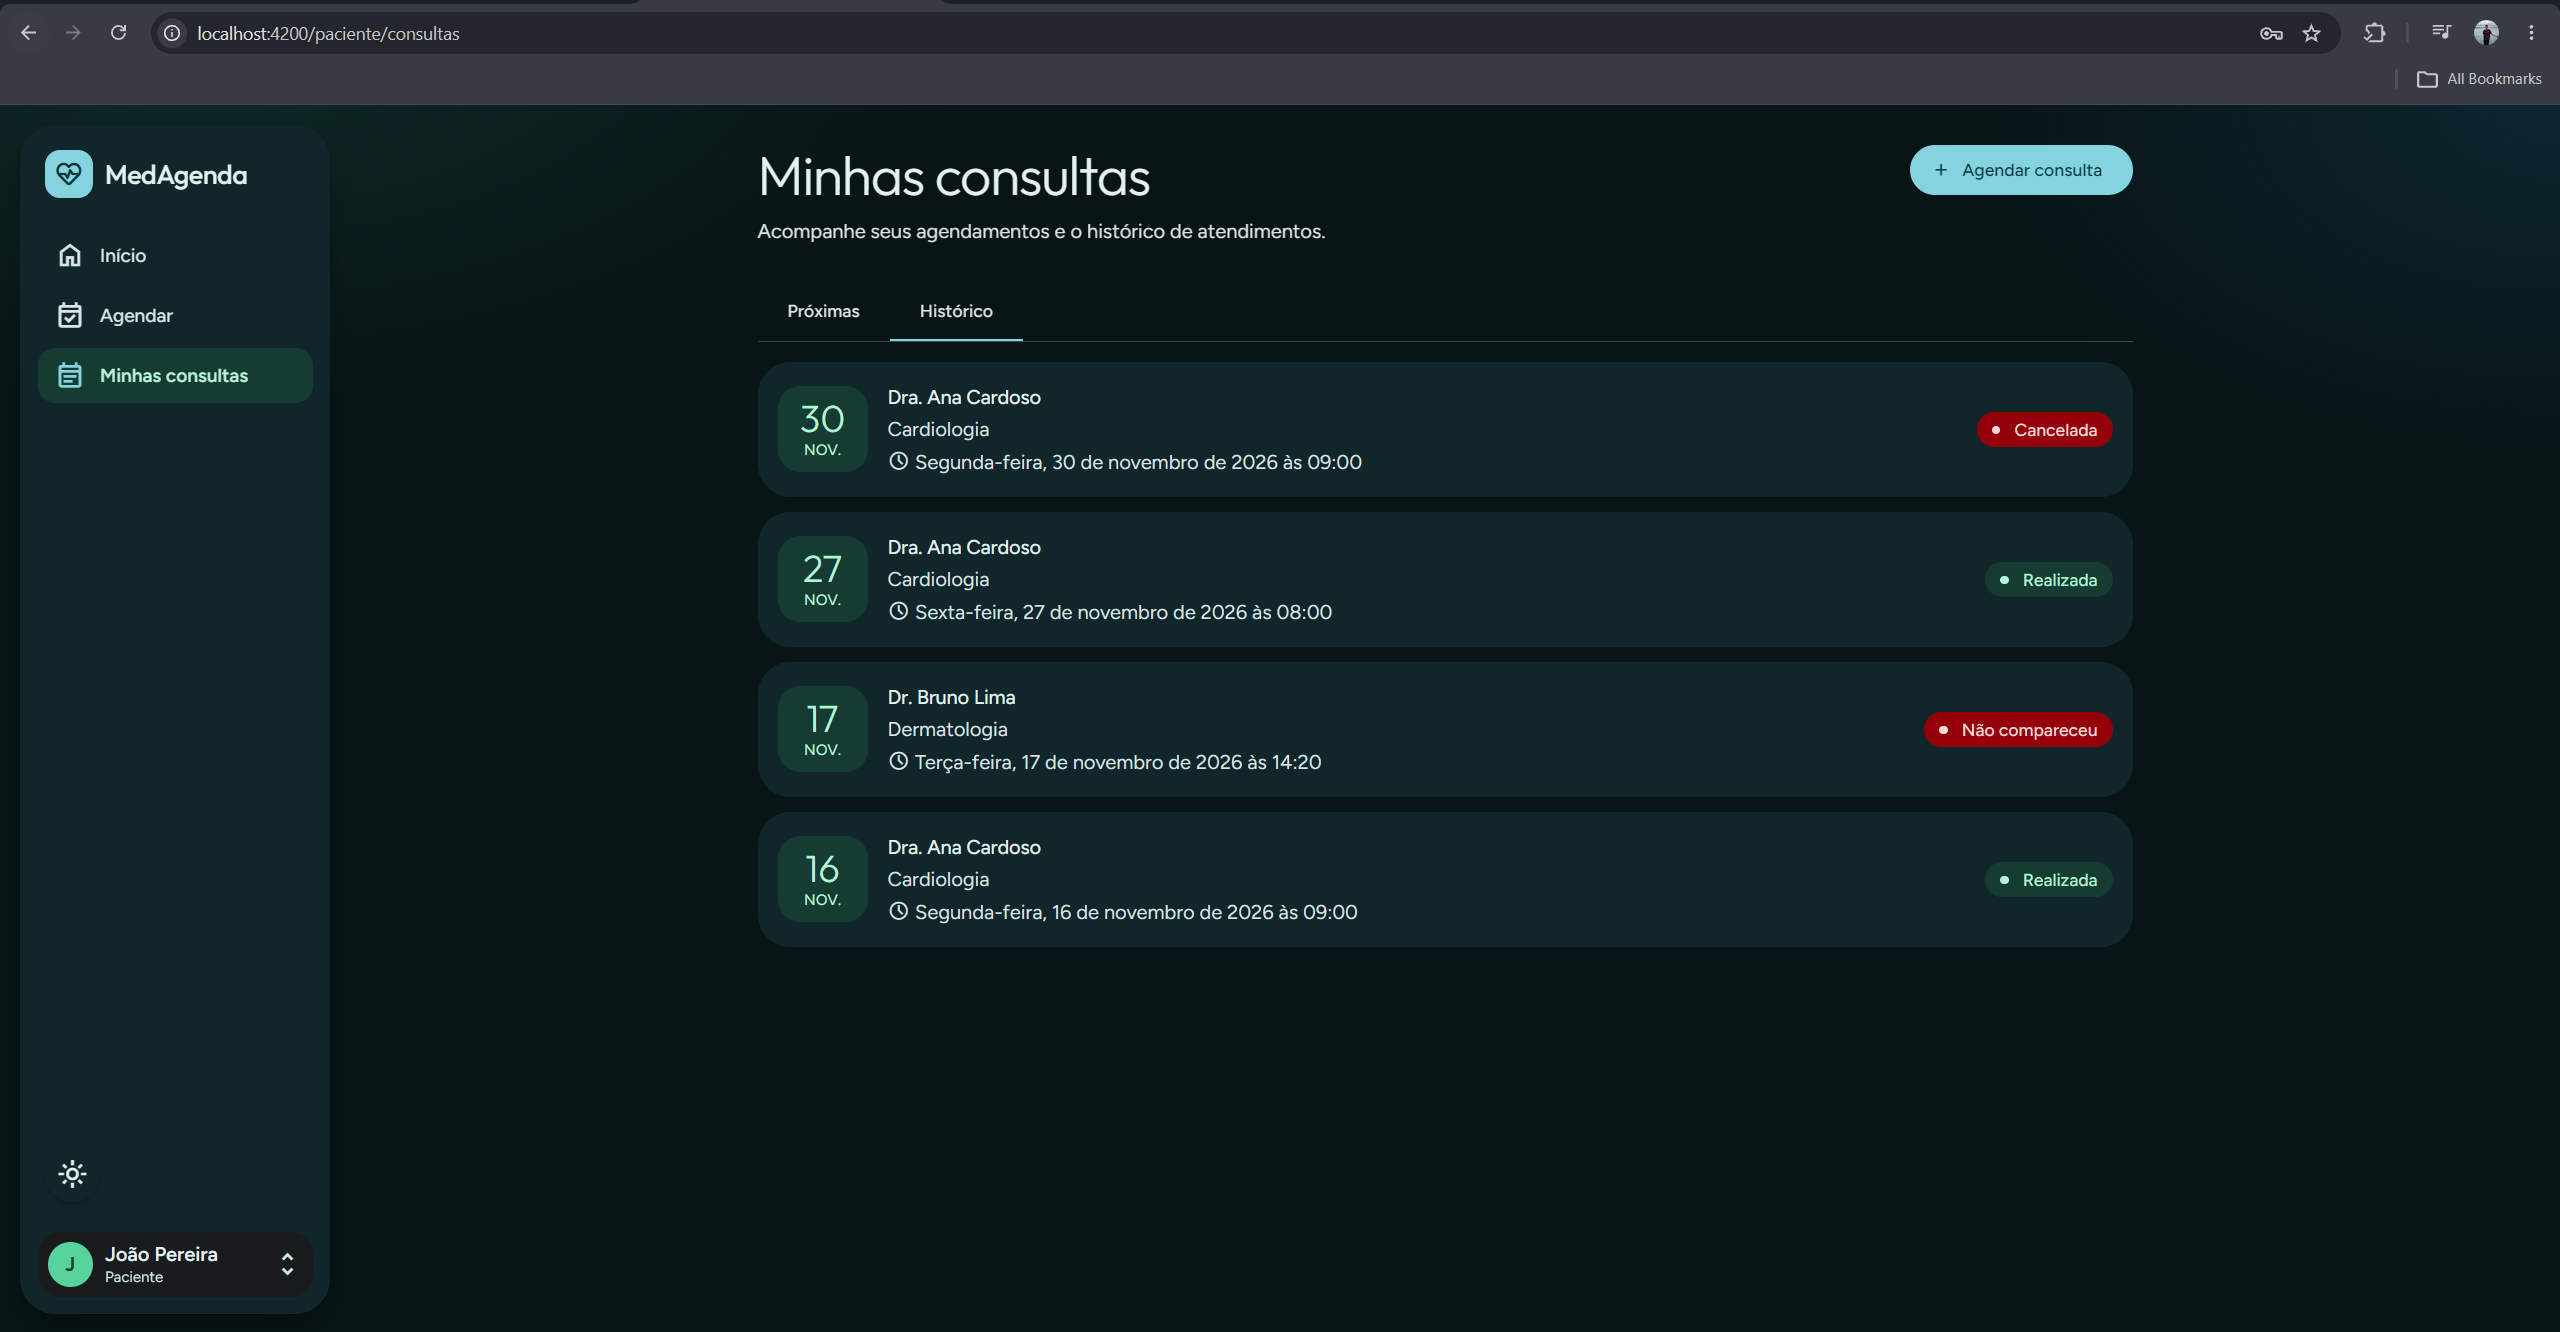 localhost:4200/paciente/consultas
All Bookmarks
MedAgenda
Início
Agendar
Minhas consultas
João Pereira
Paciente
J
Minhas consultas
Acompanhe seus agendamentos e o histórico de atendimentos.
+ Agendar consulta
Próximas
Histórico
30
NOV.
Dra. Ana Cardoso
Cardiologia
Segunda-feira, 30 de novembro de 2026 às 09:00
Cancelada
27
NOV.
Dra. Ana Cardoso
Cardiologia
Sexta-feira, 27 de novembro de 2026 às 08:00
Realizada
17
NOV.
Dr. Bruno Lima
Dermatologia
Terça-feira, 17 de novembro de 2026 às 14:20
Não compareceu
16
NOV.
Dra. Ana Cardoso
Cardiologia
Segunda-feira, 16 de novembro de 2026 às 09:00
Realizada